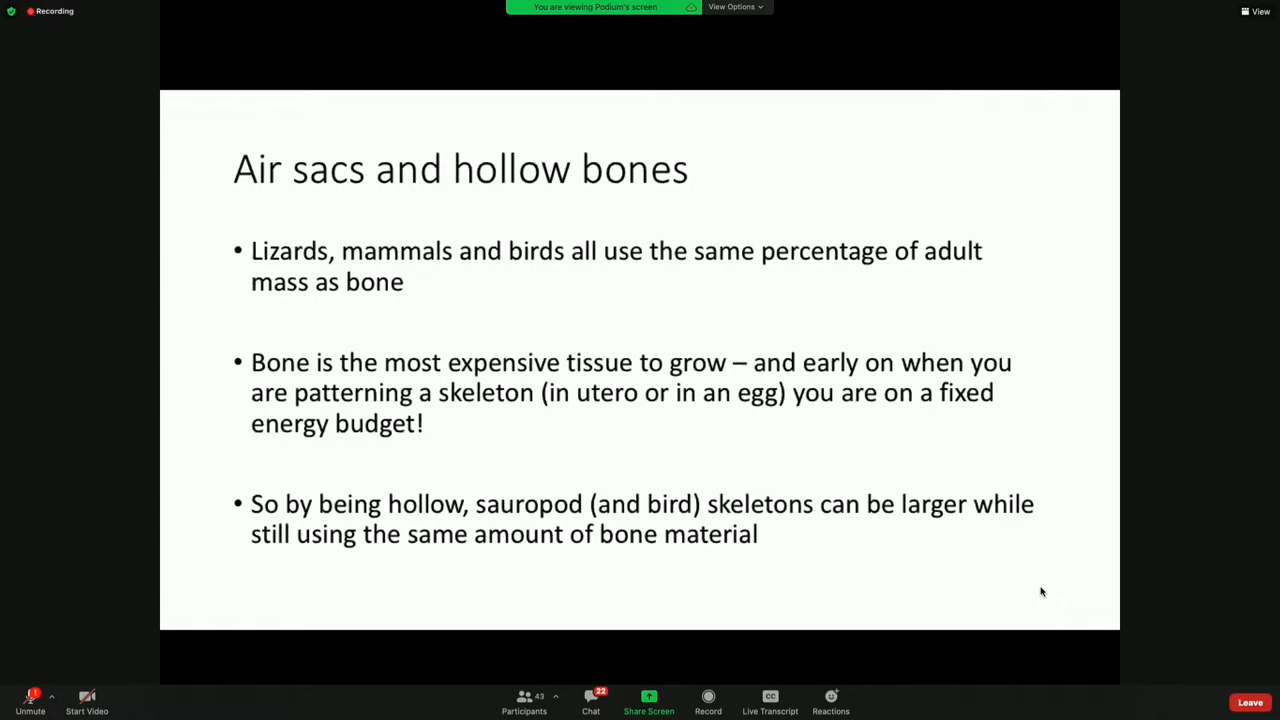 Recording
You are viewing Podium's screen
View Options
View
Air sacs and hollow bones
• Lizards, mammals and birds all use the same percentage of adult
mass as bone
• Bone is the most expensive tissue to grow – and early on when you
are patterning a skeleton (in utero or in an egg) you are on a fixed
energy budget!
• So by being hollow, sauropod (and bird) skeletons can be larger while
still using the same amount of bone material
Unmute
Start Video
43
Participants
22
Chat
Share Screen
Record
CC
Live Transcript
Reactions
Leave